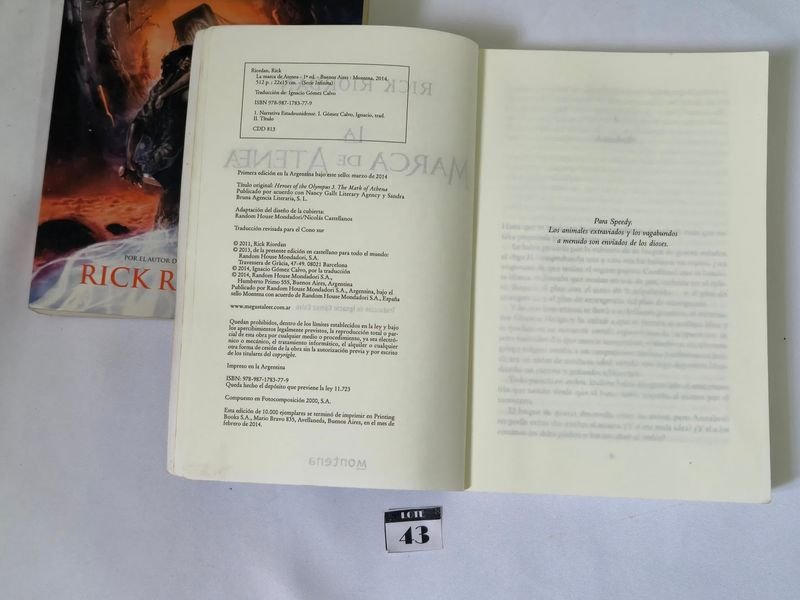 POR EL AUTOR D
RICK R
Riordan, Rick
La marca de Atenea - 1ª ed. - Buenos Aires : Montena, 2014.
512 p. ; 22x15 cm. (Serie Infinita)
Traducción de: Ignacio Gómez Calvo
ISBN 978-987-1783-77-9
1. Narrativa Estadounidense. I. Gómez Calvo, Ignacio, trad.
II. Título
CDD 813
RICK RIORDAN
LA
MARCA DE ATENEA
Primera edición en la Argentina bajo este sello: marzo de 2014
Título original: Heroes of the Olympus 3. The Mark of Athena
Publicado por acuerdo con Nancy Gallt Literary Agency y Sandra
Bruna Agencia Literaria, S. L.
Adaptación del diseño de la cubierta:
Random House Mondadori/Nicolás Castellanos
Traducción revisada para el Cono sur
© 2011, Rick Riordan
© 2013, de la presente edición en castellano para todo el mundo:
Random House Mondadori, S.A.
Travessera de Gràcia, 47-49. 08021 Barcelona
© 2014, Ignacio Gómez Calvo, por la traducción
© 2014, Random House Mondadori S.A.,
Humberto Primo 555, Buenos Aires, Argentina
Publicado por Random House Mondadori S.A., Argentina, bajo el
sello Montena con acuerdo de Random House Mondadori S.A., España
www.megustaleer.com.ar
Quedan prohibidos, dentro de los límites establecidos en la ley y bajo
los apercibimientos legalmente previstos, la reproducción total o par-
cial de esta obra por cualquier medio o procedimiento, ya sea electró-
nico o mecánico, el tratamiento informático, el alquiler o cualquier
otra forma de cesión de la obra sin la autorización previa y por escrito
de los titulares del copyright.
Impreso en la Argentina
ISBN: 978-987-1783-77-9
Queda hecho el depósito que previene la ley 11.723
Compuesto en Fotocomposición 2000, S.A.
Esta edición de 10.000 ejemplares se terminó de imprimir en Printing
Books S.A., Mario Bravo 835, Avellaneda, Buenos Aires, en el mes de
febrero de 2014.
montena
Para Speedy.
Los animales extraviados y los vagabundos
a menudo son enviados de los dioses.
LOTE
43